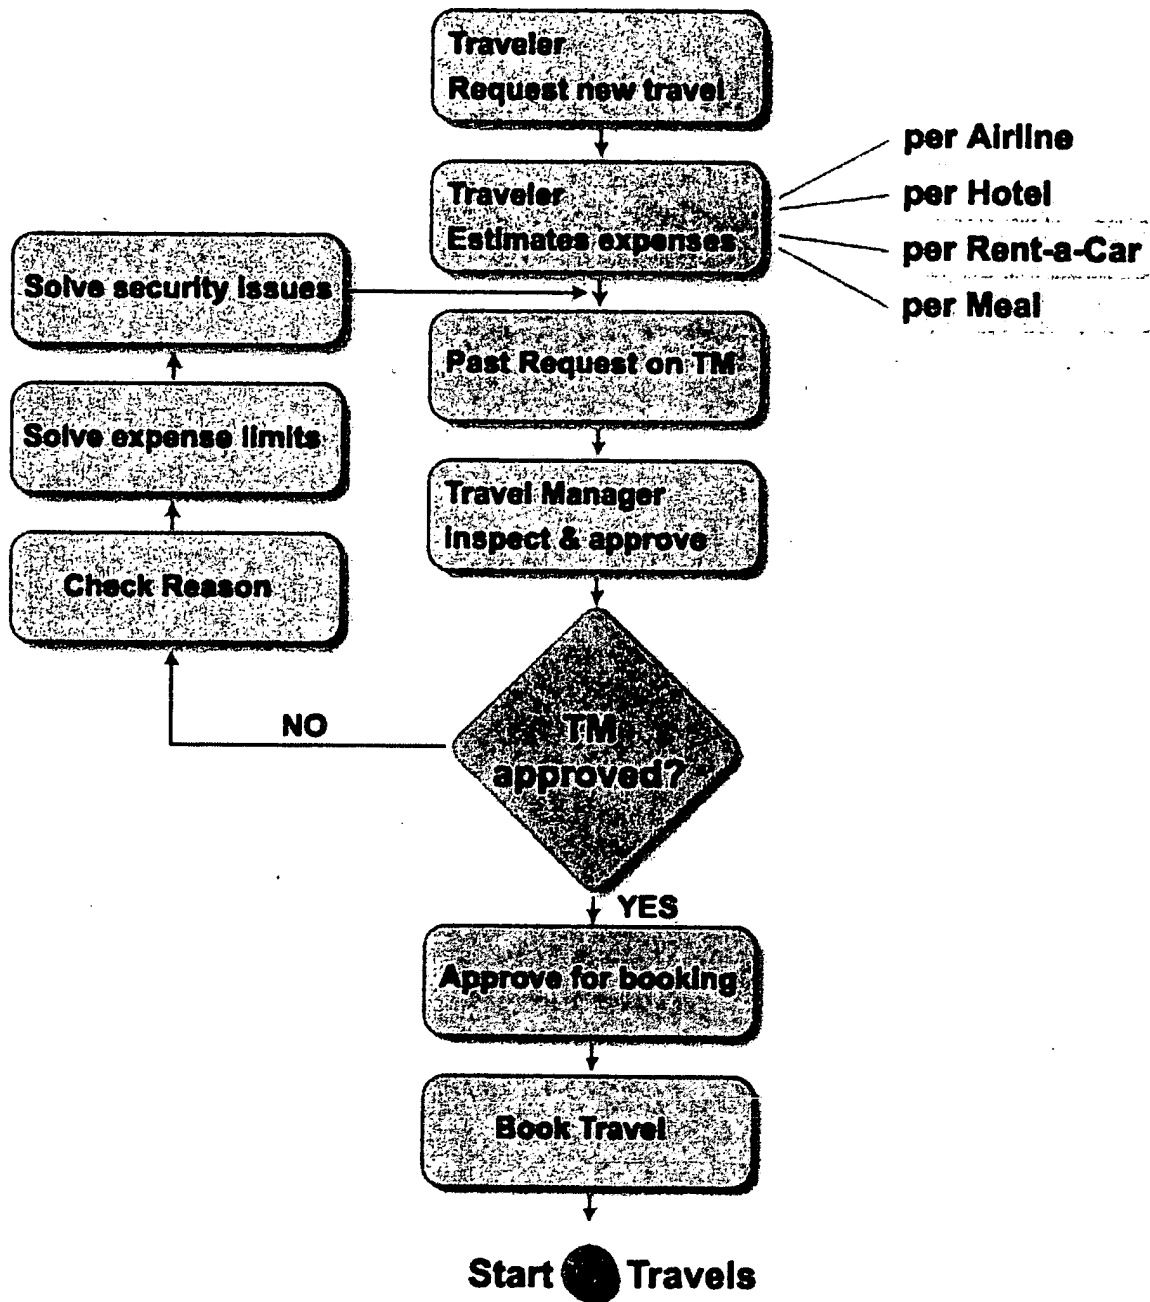 Traveler
Request new travel
Traveler
Estimates expenses
per Airline
per Hotel
per Rent-a-Car
per Meal
Solve security issues
Past Request on TM
Solve expense limits
Travel Manager
Inspect & approve
Check Reason
NO
TM
approved?
YES
Approve for booking
Book Travel
Start Travels